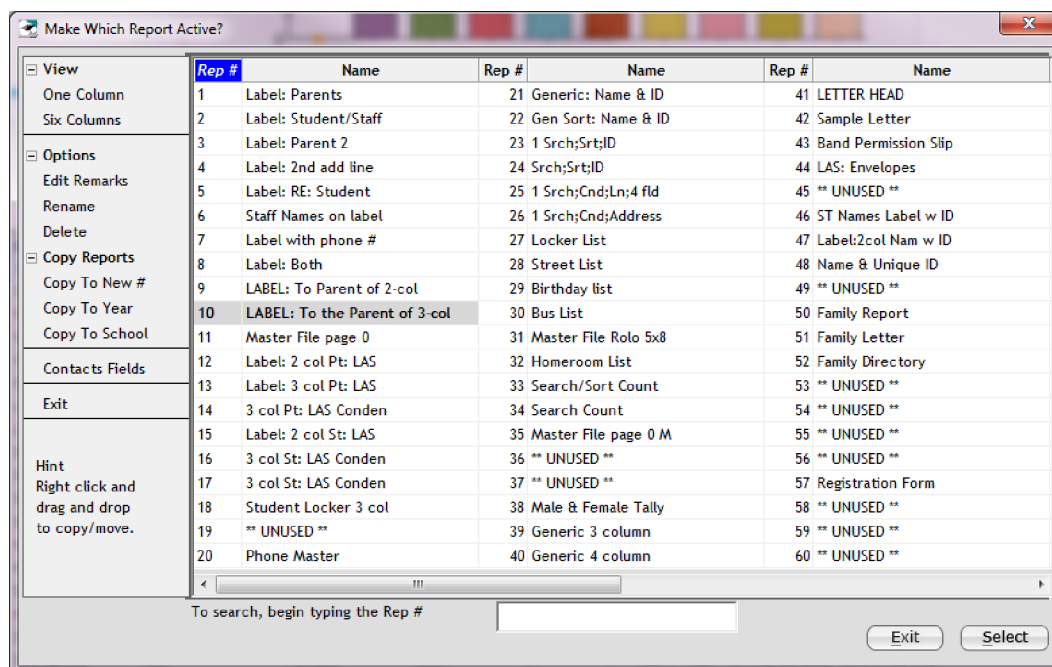 Make Which Report Active?
View
One Column
Six Columns
Options
Edit Remarks
Rename
Delete
Copy Reports
Copy To New #
Copy To Year
Copy To School
Contacts Fields
Exit
Hint
Right click and
drag and drop
to copy/move.
Rep # Name Rep # Name Rep # Name
1 Label: Parents 21 Generic: Name & ID 41 LETTER HEAD
2 Label: Student/Staff 22 Gen Sort: Name & ID 42 Sample Letter
3 Label: Parent 2 23 1 Srch;Srt;ID 43 Band Permission Slip
4 Label: 2nd add line 24 Srch;Srt;ID 44 LAS: Envelopes
5 Label: RE: Student 25 1 Srch;Cnd;Ln;4 fld 45 ** UNUSED **
6 Staff Names on label 26 1 Srch;Cnd;Address 46 ST Names Label w ID
7 Label with phone # 27 Locker List 47 Label:2col Nam w ID
8 Label: Both 28 Street List 48 Name & Unique ID
9 LABEL: To Parent of 2-col 29 Birthday list 49 ** UNUSED **
10 LABEL: To the Parent of 3-col 30 Bus List 50 Family Report
11 Master File page 0 31 Master File Rolo 5x8 51 Family Letter
12 Label: 2 col Pt: LAS 32 Homeroom List 52 Family Directory
13 Label: 3 col Pt: LAS 33 Search/Sort Count 53 ** UNUSED **
14 3 col Pt: LAS Conden 34 Search Count 54 ** UNUSED **
15 Label: 2 col St: LAS 35 Master File page 0 M 55 ** UNUSED **
16 3 col St: LAS Conden 36 ** UNUSED ** 56 ** UNUSED **
17 3 col St: LAS Conden 37 ** UNUSED ** 57 Registration Form
18 Student Locker 3 col 38 Male & Female Tally 58 ** UNUSED **
19 ** UNUSED ** 39 Generic 3 column 59 ** UNUSED **
20 Phone Master 40 Generic 4 column 60 ** UNUSED **
To search, begin typing the Rep #
Exit Select